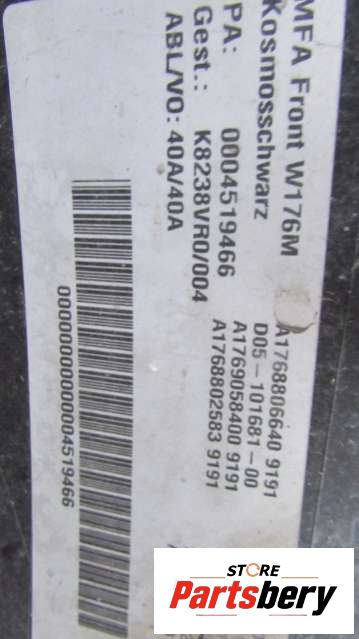 MFA Front W176M
Kosmosschwarz
PA: 0004519466
Gest.: K8238VR0/004
ABL/VO: 40A/40A
A1768806640 9191
D05-101681-00
A1769058400 9191
A1768802583 9191
000000000004519466
STORE
Partsbery